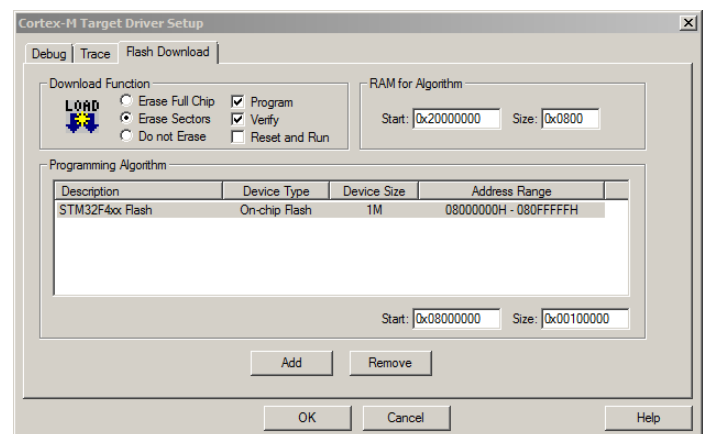 Cortex-M Target Driver Setup
Debug Trace Flash Download
Download Function
LOAD
Erase Full Chip
Erase Sectors
Do not Erase
Program
Verify
Reset and Run
RAM for Algorithm
Start: 0x20000000 Size: 0x0800
Programming Algorithm
Description Device Type Device Size Address Range
STM32F4xx Flash On-chip Flash 1M 08000000H - 080FFFFFH
Start: 0x08000000 Size: 0x00100000
Add Remove
OK Cancel Help